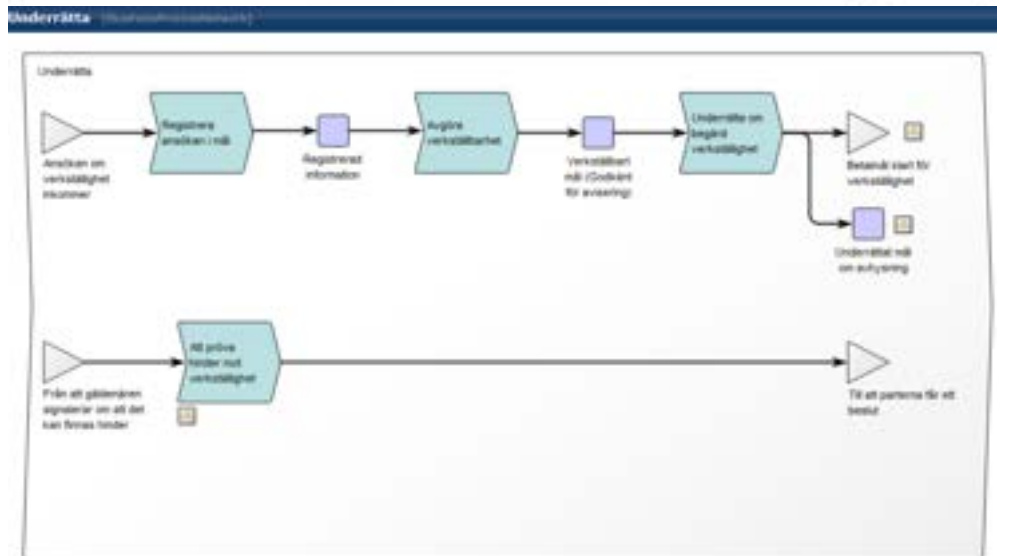 Underrätta
Underrätta
Registrera
ansökan i mål
Avgöra
verkställbarhet
Underrätta om
begärd
verkställighet
Ansökan om
verkställighet
inkommer
Registrerad
information
Verkställbart
mål (Godkänt
för avisering)
Betamål start för
verkställighet
Underrättat mål
om avhysning
Att pröva
hinder mot
verkställighet
Från att gäldenären
signalerar om att det
kan finnas hinder
Till att parterna får ett
beslut